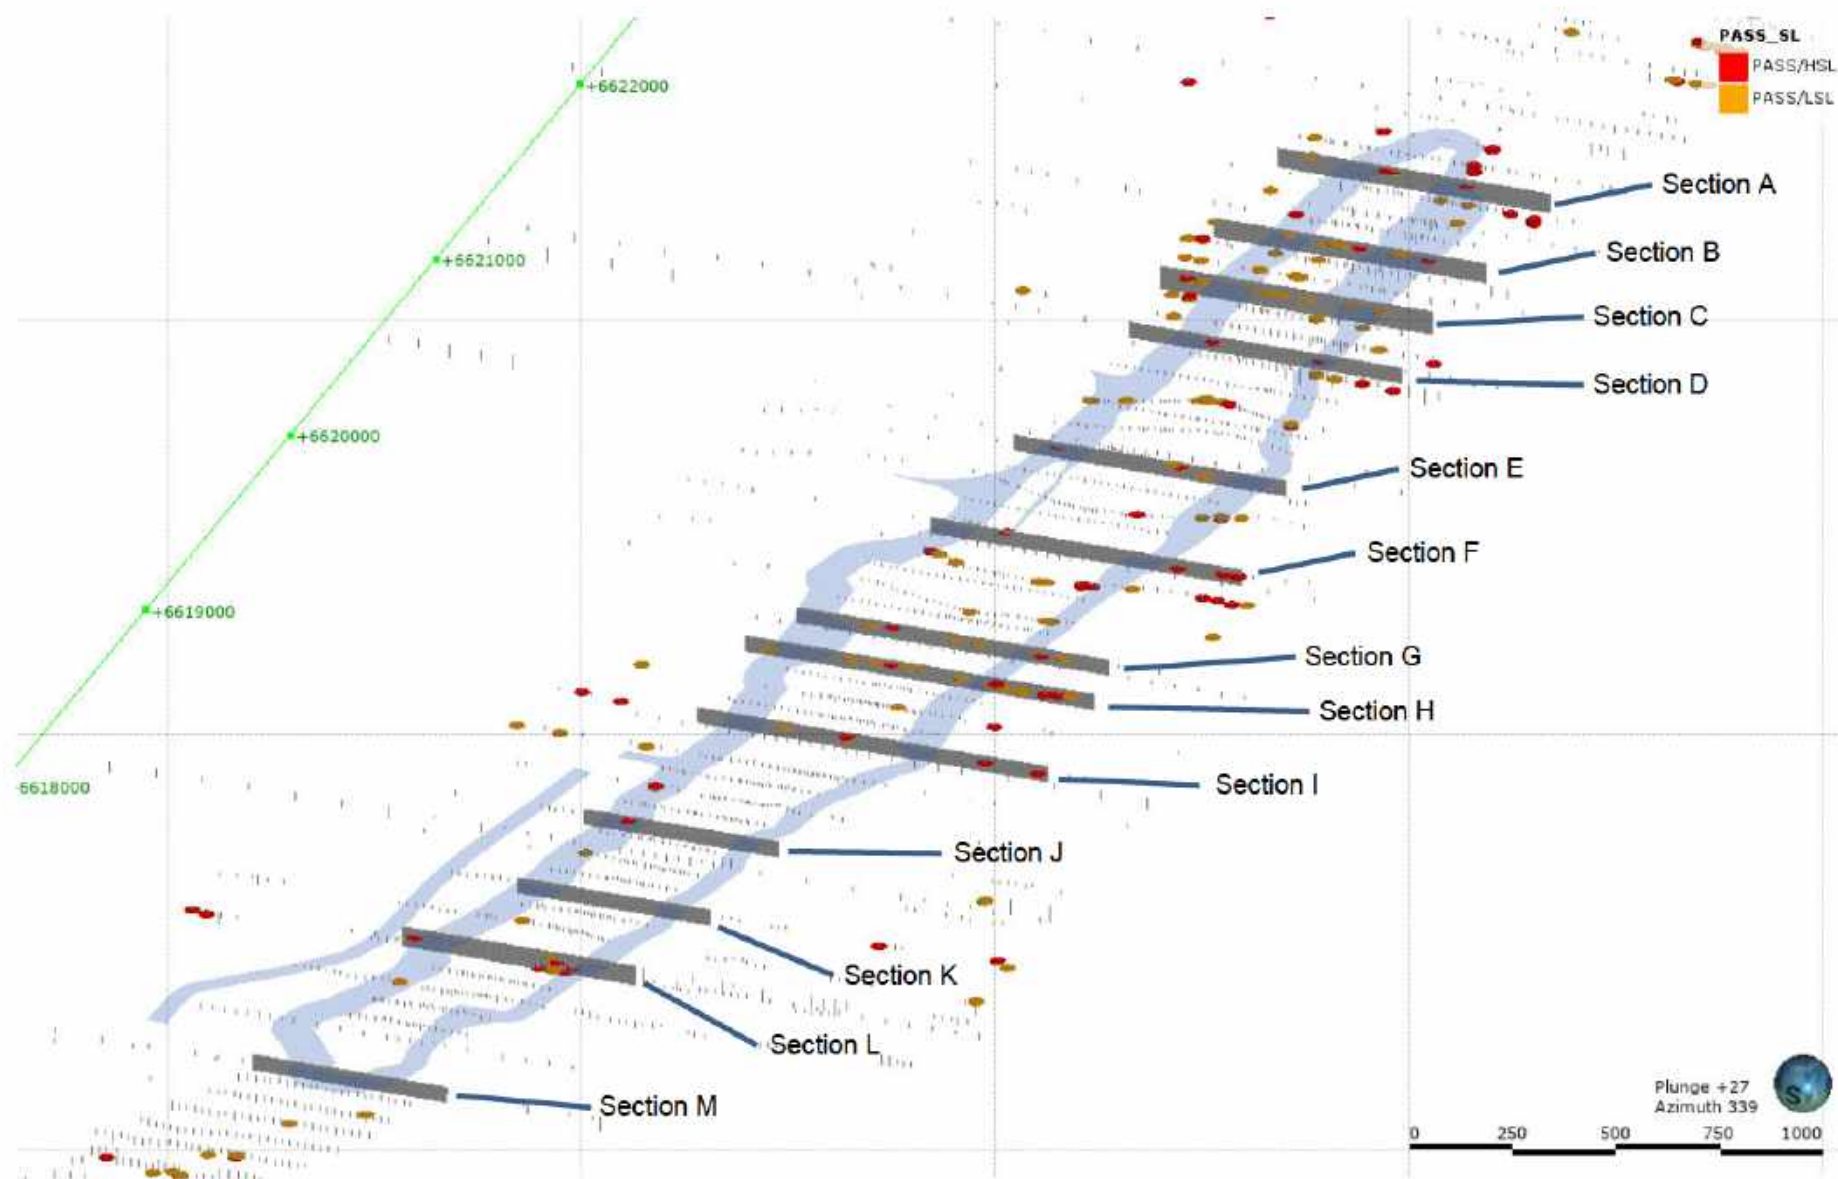 PASS_SL
PASS/HSL
PASS/LSL
+6622000
Section A
Section B
+6621000
Section C
Section D
+6620000
Section E
Section F
+6619000
Section G
Section H
Section I
6618000
Section J
Section K
Section L
Section M
Plunge +27
Azimuth 339
S
0 250 500 750 1000